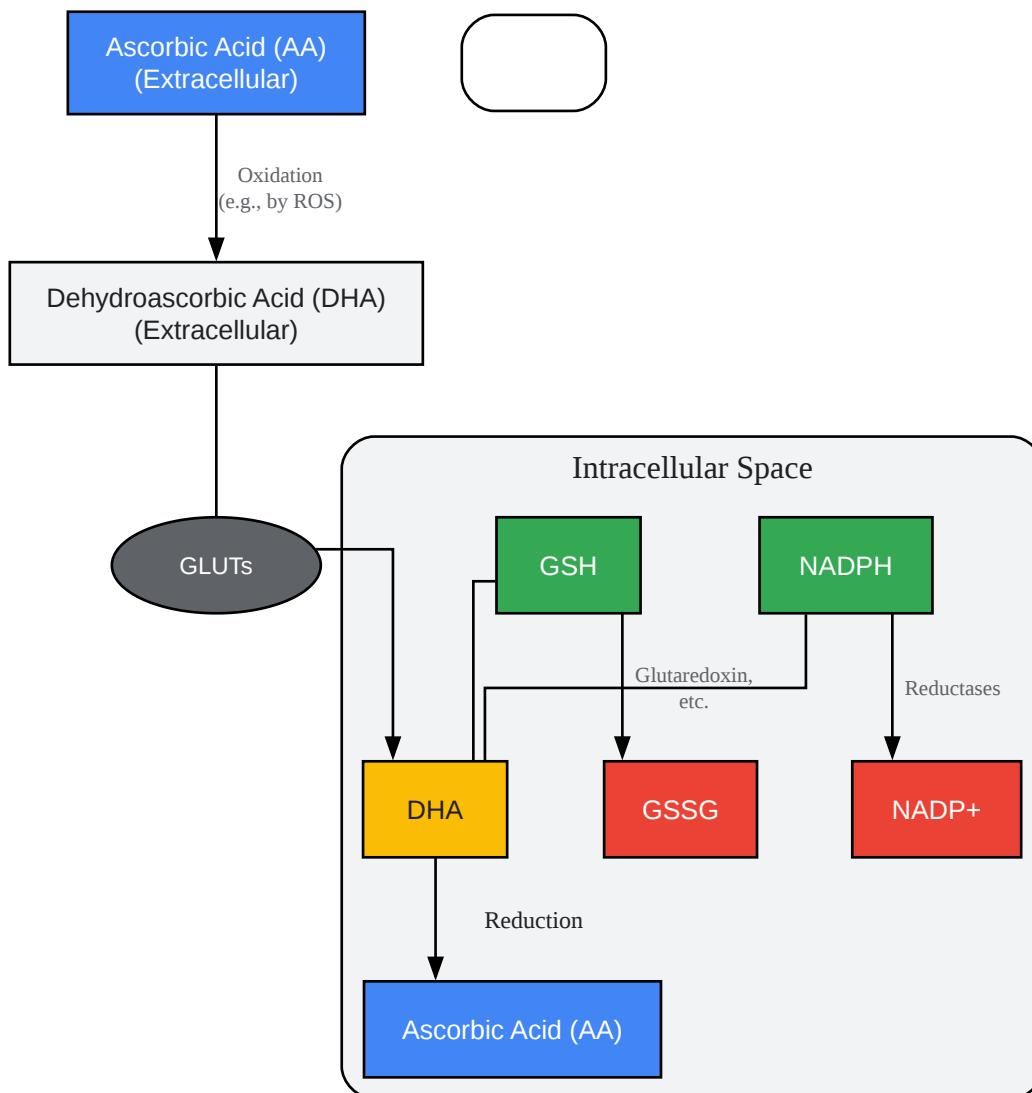 Ascorbic Acid (AA)
(Extracellular)
Oxidation
(e.g., by ROS)
Dehydroascorbic Acid (DHA)
(Extracellular)
Intracellular Space
GLUTs
GSH
NADPH
Glutaredoxin,
etc.
Reductases
DHA
GSSG
NADP+
Reduction
Ascorbic Acid (AA)